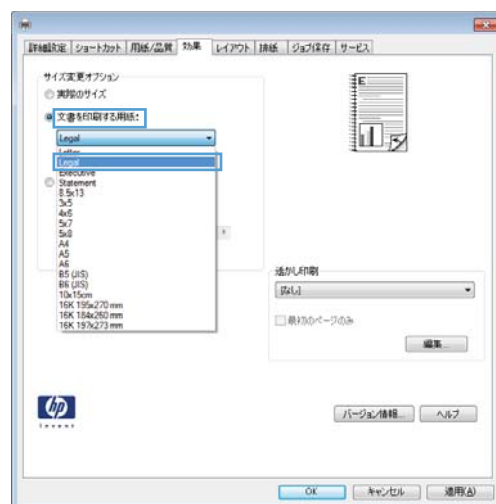 詳細設定 ショートカット 用紙/品質 効果 レイアウト 排紙 ジョブ保存 サービス
サイズ変更オプション
実際のサイズ
文書を印刷する用紙:
Legal
Letter
Legal
Executive
Statement
8.5x13
3x5
4x6
5x7
5x8
A4
A5
A6
B5 (JIS)
B6 (JIS)
10x15cm
16K 195x270 mm
16K 184x260 mm
16K 197x273 mm
E
透かし印刷
[なし]
最初のページのみ
編集...
hp
invent
バージョン情報... ヘルプ
OK キャンセル 適用(A)